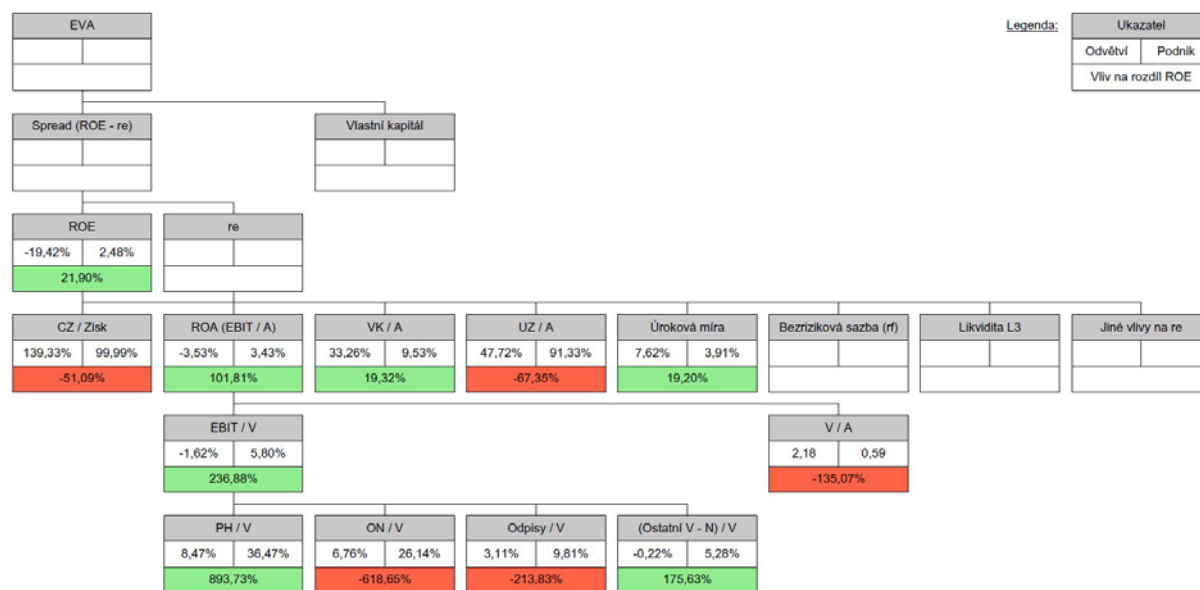 EVA
Legenda:
Ukazatel
Odvětví Podnik
Vliv na rozdíl ROE
Spread (ROE - re) Vlastní kapitál
ROE re
-19,42% 2,48%
21,90%
CZ / Zisk ROA (EBIT / A) VK / A UZ / A Úroková míra Bezriziková sazba (rf) Likvidita L3 Jiné vlivy na re
139,33% 99,99% -3,53% 3,43% 33,26% 9,53% 47,72% 91,33% 7,62% 3,91%
-51,09% 101,81% 19,32% -67,35% 19,20%
EBIT / V V / A
-1,62% 5,80% 2,18 0,59
236,88% -135,07%
PH / V ON / V Odpisy / V (Ostatní V - N) / V
8,47% 36,47% 6,76% 26,14% 3,11% 9,81% -0,22% 5,28%
893,73% -618,65% -213,83% 175,63%